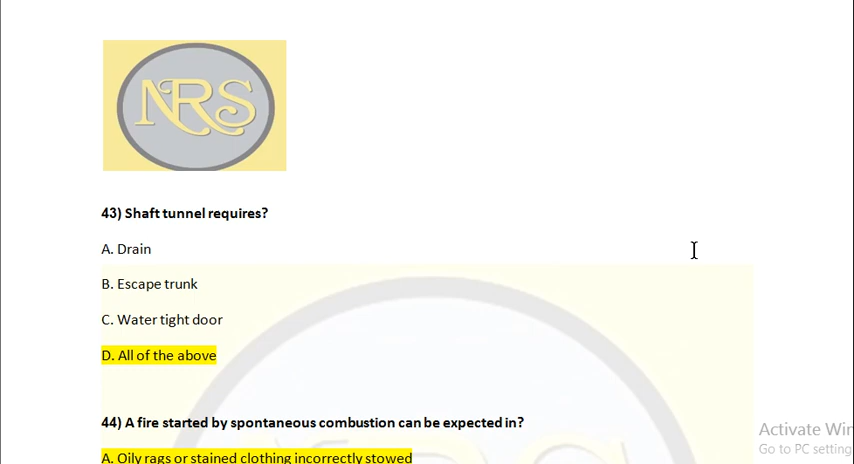 NRS
43) Shaft tunnel requires?
A. Drain
B. Escape trunk
C. Water tight door
D. All of the above
44) A fire started by spontaneous combustion can be expected in?
Activate Win
Go to PC setting
A. Oily rags or stained clothing incorrectly stowed